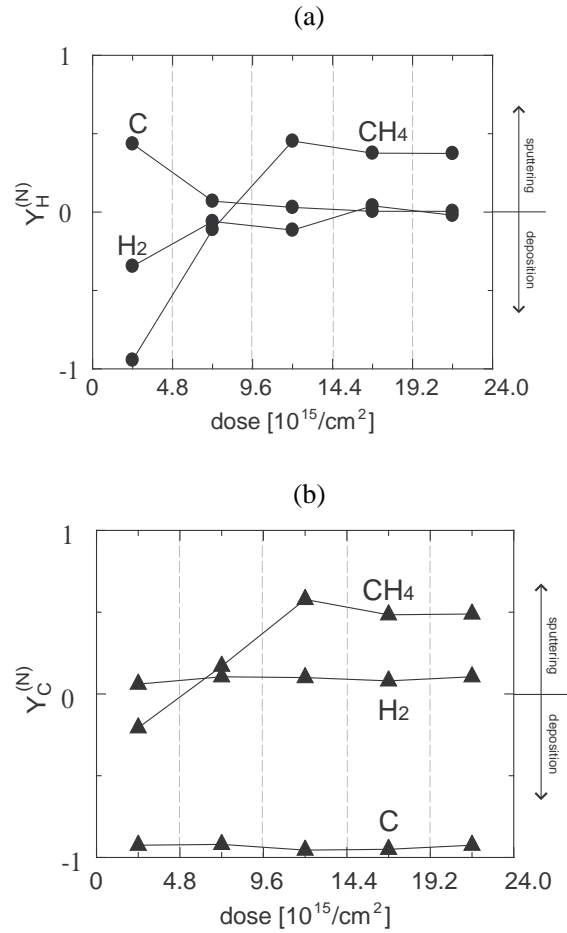 (a)
1
C
CH4
sputtering
Y_H^(N)
0
H2
deposition
-1
0 4.8 9.6 14.4 19.2 24.0
dose [10^15/cm^2]
(b)
1
CH4
sputtering
Y_C^(N)
0
H2
deposition
C
-1
0 4.8 9.6 14.4 19.2 24.0
dose [10^15/cm^2]